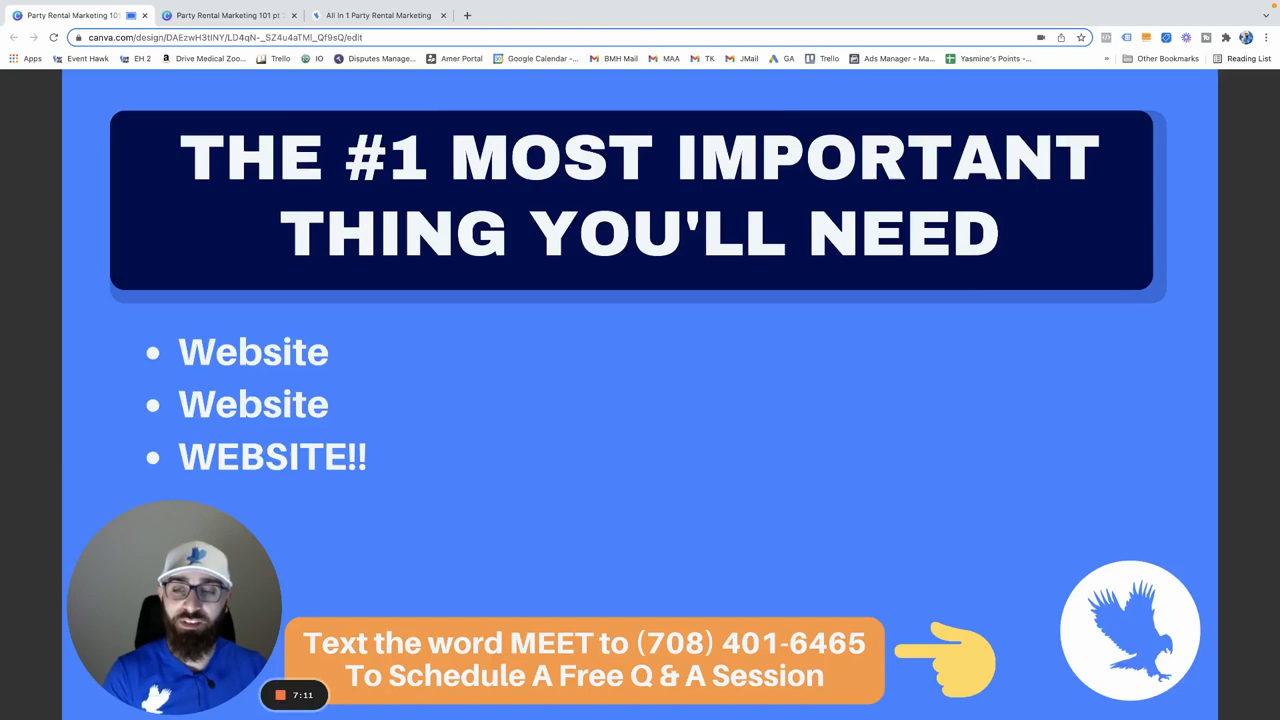 Party Rental Marketing 101
Party Rental Marketing 101 pt
All In 1 Party Rental Marketing
canva.com/design/DAEzwH3tINY/LD4qN-_SZ4u4aTMl_Qf9sQ/edit
Apps
Event Hawk
EH 2
Drive Medical Zoo...
Trello
IO
Disputes Manage...
Amer Portal
Google Calendar -...
BMH Mail
MAA
TK
JMail
GA
Trello
Ads Manager - Ma...
Yasmine's Points -...
»
Other Bookmarks
Reading List
THE #1 MOST IMPORTANT
THING YOU'LL NEED
• Website
• Website
• WEBSITE!!
Text the word MEET to (708) 401-6465
To Schedule A Free Q & A Session
7:11